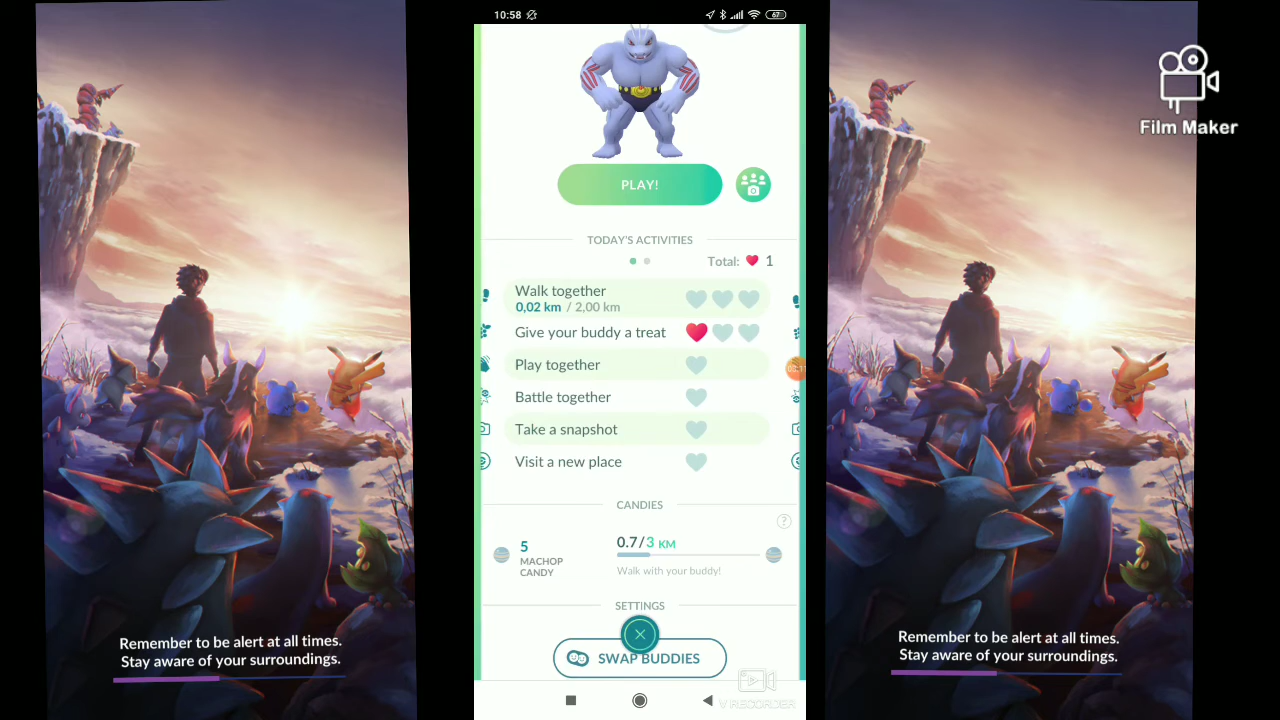 10:58
67
Film Maker
PLAY!
TODAY'S ACTIVITIES
Total: 1
Walk together
0,02 km / 2,00 km
Give your buddy a treat
Play together
Battle together
Take a snapshot
Visit a new place
CANDIES
?
5
MACHOP
CANDY
0.7/3 KM
Walk with your buddy!
SETTINGS
SWAP BUDDIES
V RECORDER
Remember to be alert at all times.
Stay aware of your surroundings.
Remember to be alert at all times.
Stay aware of your surroundings.